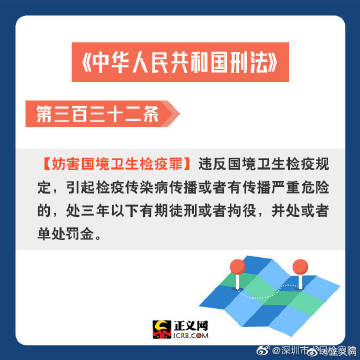 《中华人民共和国刑法》
第三百三十二条
【妨害国境卫生检疫罪】违反国境卫生检疫规
定，引起检疫传染病传播或者有传播严重危险
的，处三年以下有期徒刑或者拘役，并处或者
单处罚金。
正义网
JCRB.COM